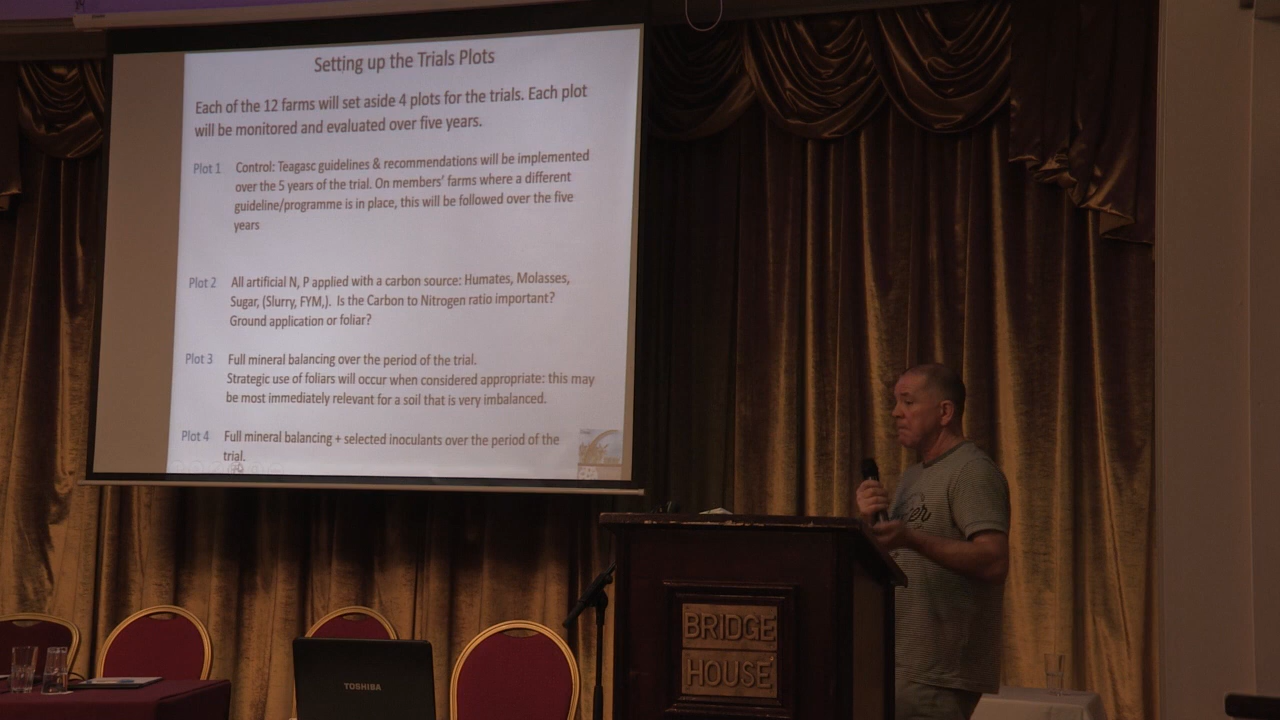 Setting up the Trials Plots
Each of the 12 farms will set aside 4 plots for the trials. Each plot
will be monitored and evaluated over five years.
Plot 1 Control: Teagasc guidelines & recommendations will be implemented
over the 5 years of the trial. On members' farms where a different
guideline/programme is in place, this will be followed over the five
years
Plot 2 All artificial N, P applied with a carbon source: Humates, Molasses,
Sugar, (Slurry, FYM,). Is the Carbon to Nitrogen ratio important?
Ground application or foliar?
Plot 3 Full mineral balancing over the period of the trial.
Strategic use of foliars will occur when considered appropriate: this may
be most immediately relevant for a soil that is very imbalanced.
Plot 4 Full mineral balancing + selected inoculants over the period of the
trial.
BRIDGE
HOUSE
TOSHIBA